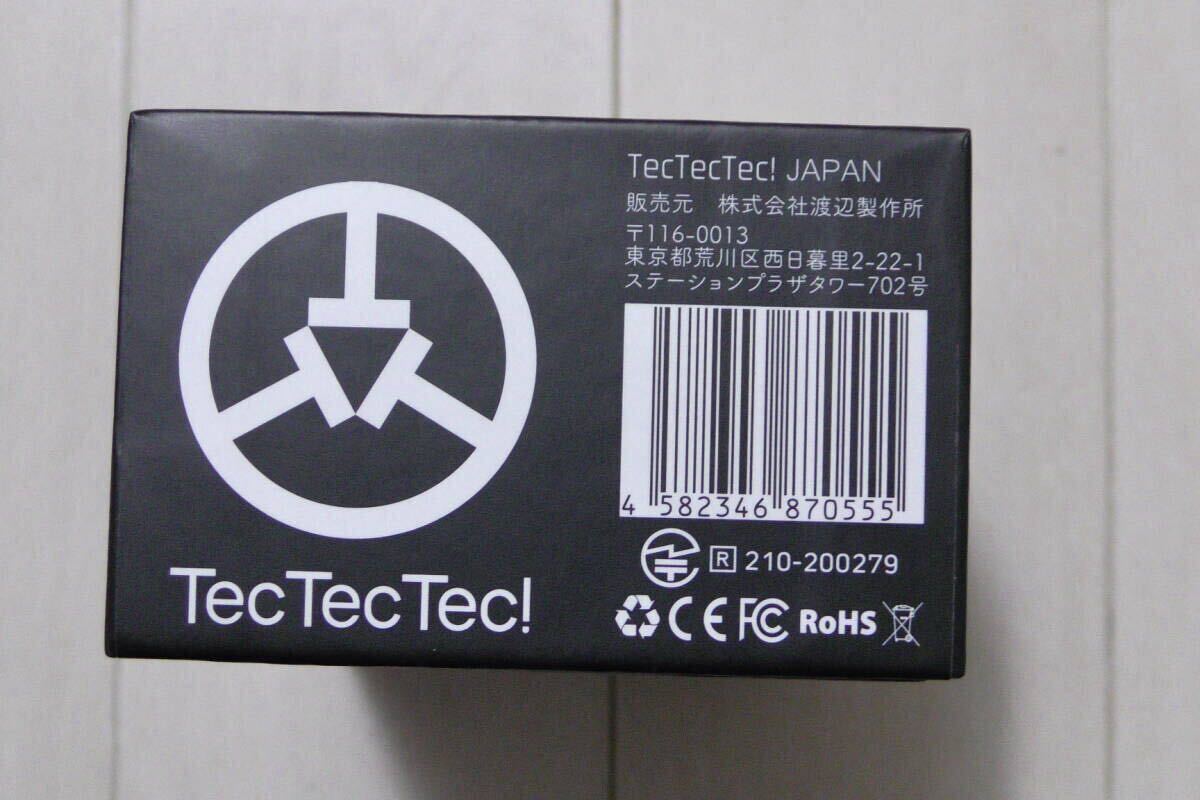 TecTecTec!
TecTecTec! JAPAN
販売元　株式会社渡辺製作所
〒116-0013
東京都荒川区西日暮里2-22-1
ステーションプラザタワー702号
4 582346 870555
R 210-200279
CE FC RoHS